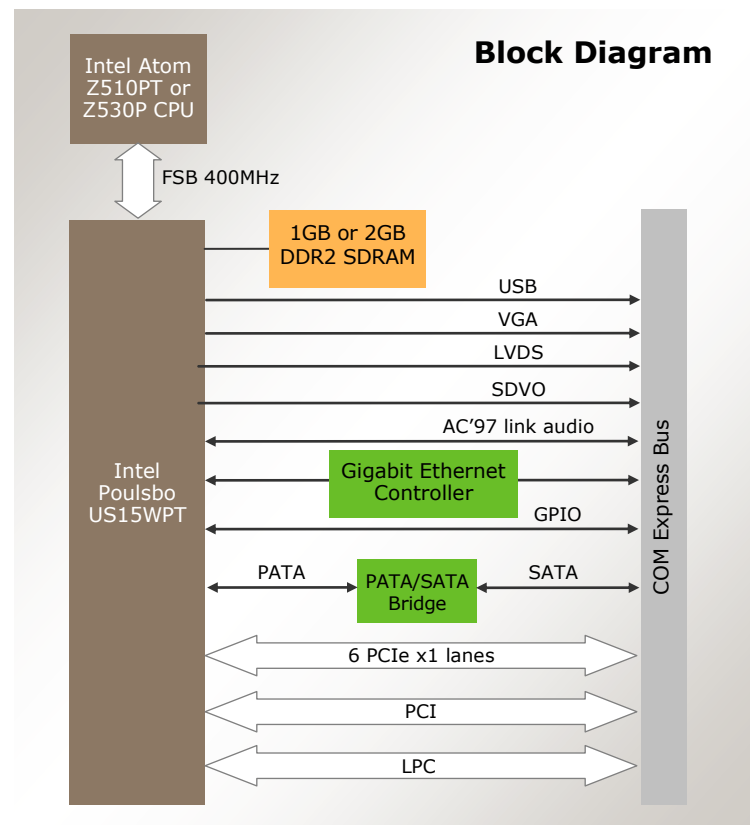 Block Diagram
Intel Atom
Z510PT or
Z530P CPU
FSB 400MHz
1GB or 2GB
DDR2 SDRAM
USB
VGA
LVDS
SDVO
AC’97 link audio
Intel
Poulsbo
US15WPT
Gigabit Ethernet
Controller
GPIO
PATA
PATA/SATA
Bridge
SATA
6 PCIe x1 lanes
PCI
LPC
COM Express Bus